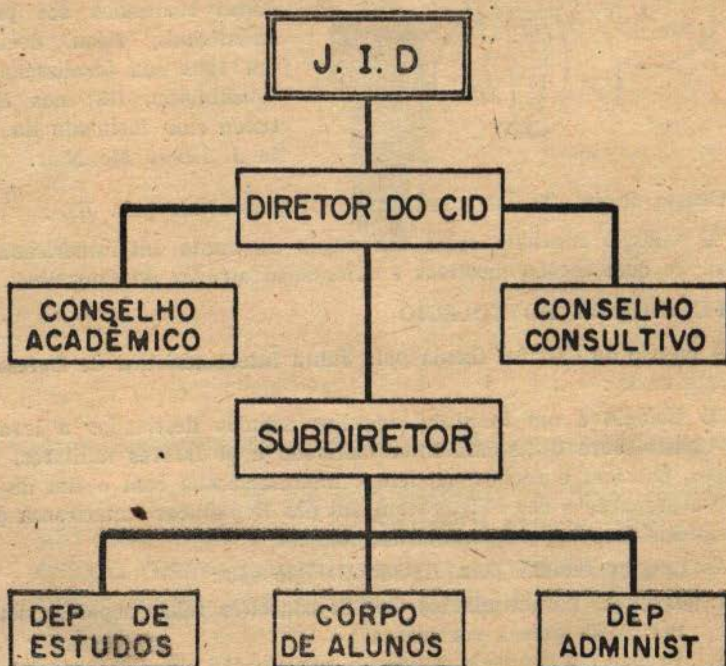 J. I. D
DIRETOR DO CID
CONSELHO
ACADÊMICO
CONSELHO
CONSULTIVO
SUBDIRETOR
DEP DE
ESTUDOS
CORPO
DE ALUNOS
DEP
ADMINIST